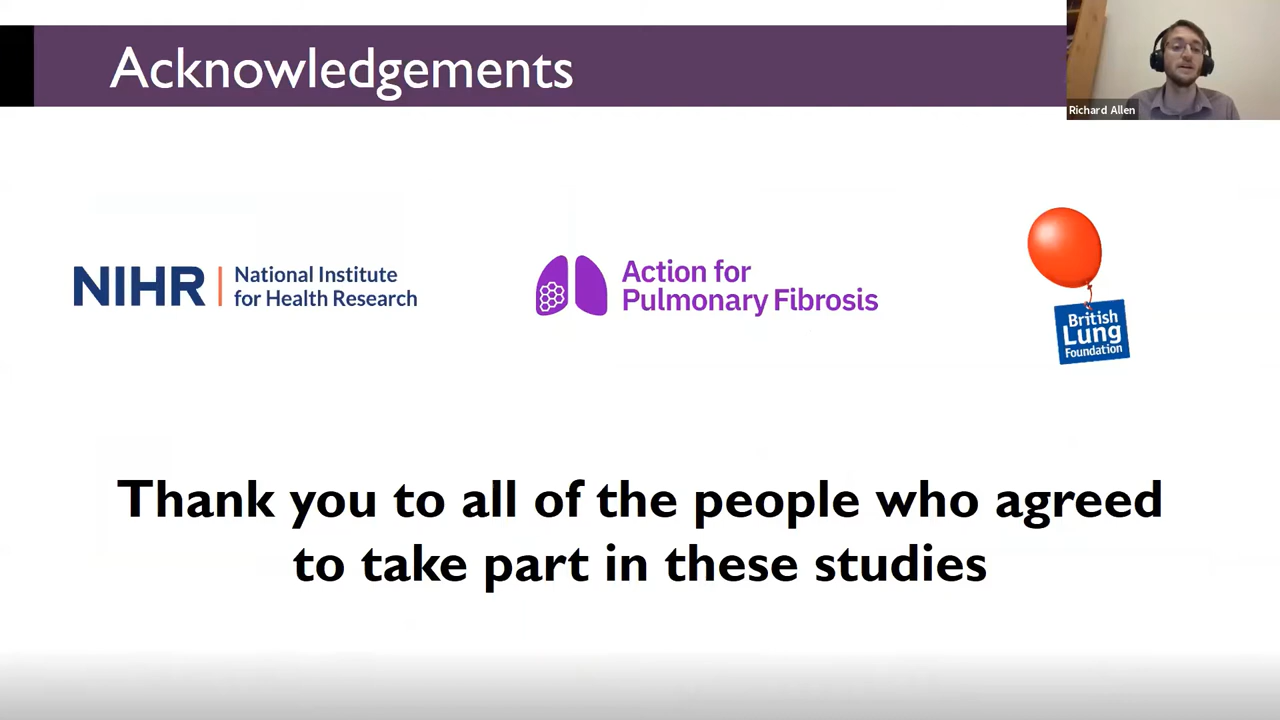 Acknowledgements
Richard Allen
NIHR
National Institute
for Health Research
Action for
Pulmonary Fibrosis
British
Lung
Foundation
Thank you to all of the people who agreed
to take part in these studies